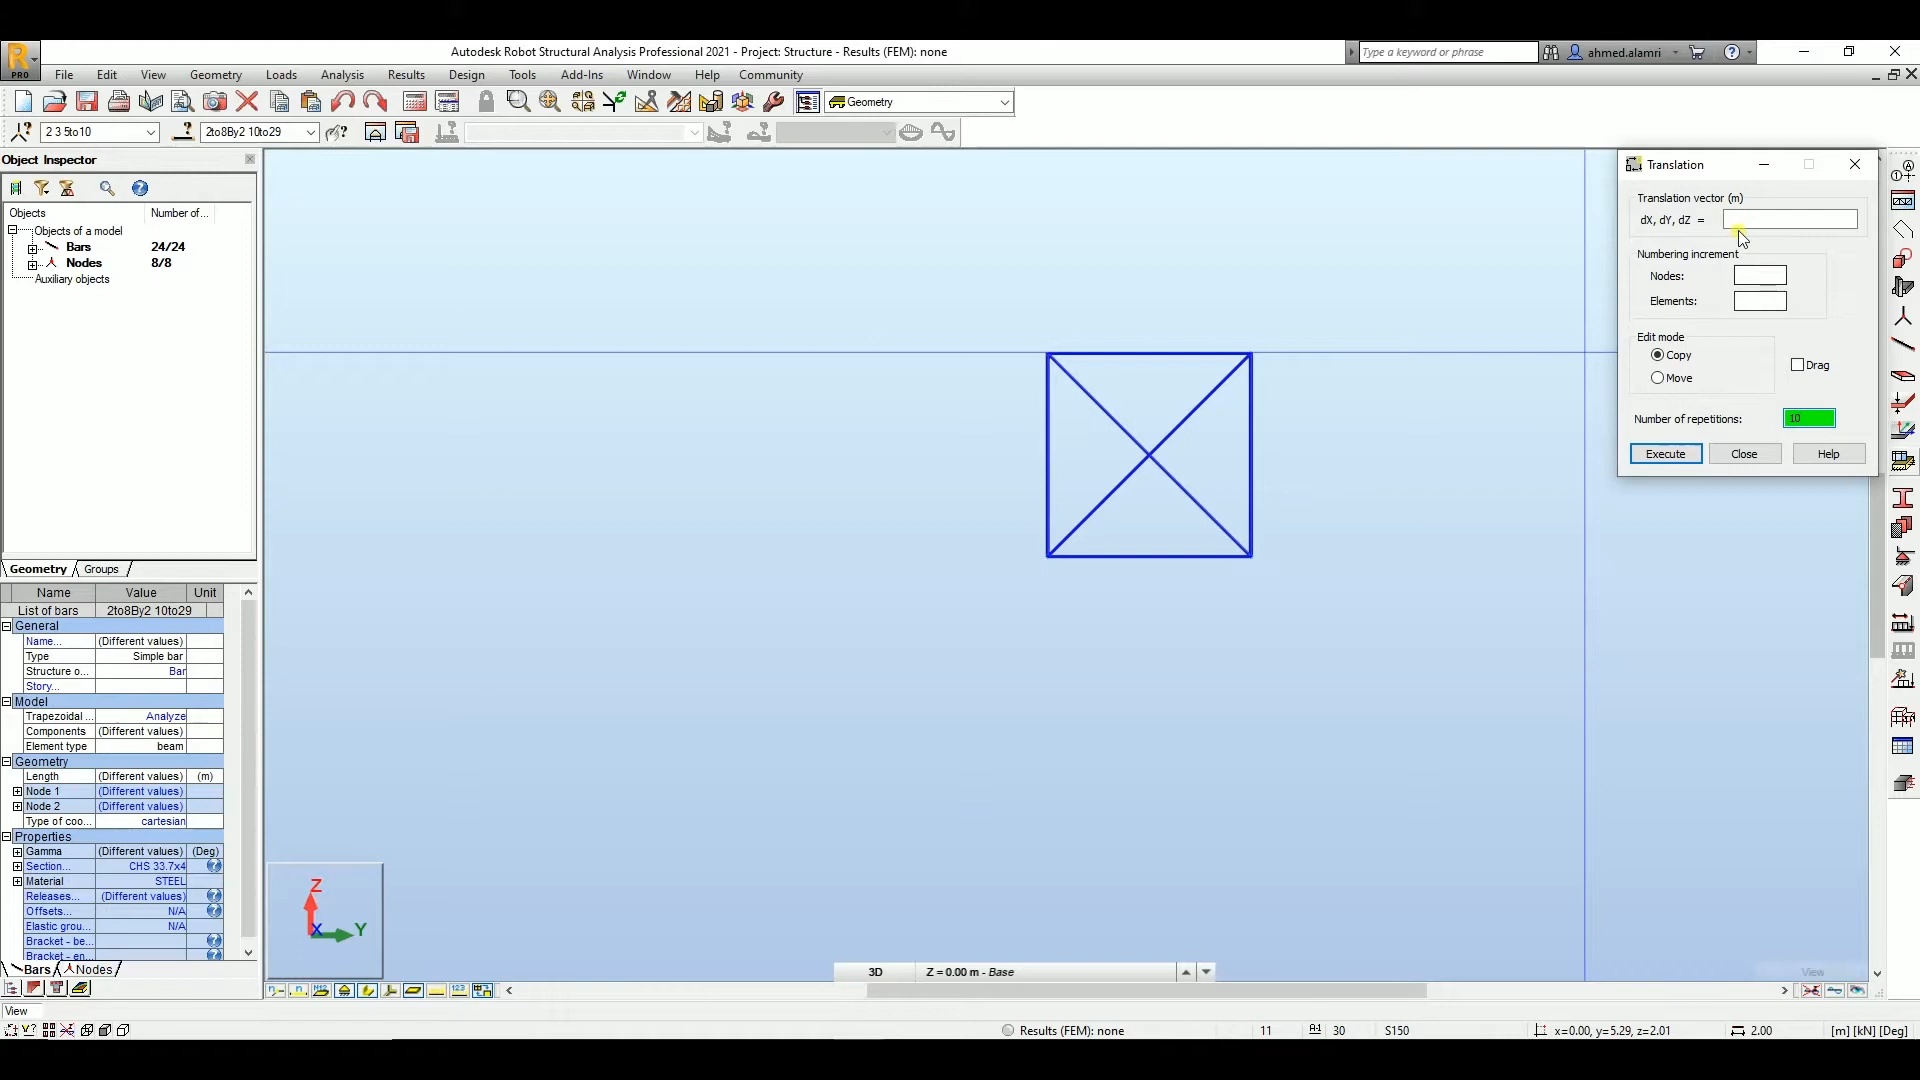 Autodesk Robot Structural Analysis Professional 2021 - Project: Structure - Results (FEM): none
Type a keyword or phrase
ahmed.alamri
PRO
File Edit View Geometry Loads Analysis Results Design Tools Add-Ins Window Help Community
Geometry
2 3 5to10
2to8By2 10to29
Object Inspector
Objects Number of...
Objects of a model
Bars 24/24
Nodes 8/8
Auxiliary objects
Geometry Groups
Name Value Unit
List of bars 2to8By2 10to29
General
Name... (Different values)
Type Simple bar
Structure o... Bar
Story...
Model
Trapezoidal ... Analyze
Components (Different values)
Element type beam
Geometry
Length (Different values) (m)
Node 1 (Different values)
Node 2 (Different values)
Type of coo... cartesian
Properties
Gamma (Different values) (Deg)
Section... CHS 33.7x4
Material STEEL
Releases... (Different values)
Offsets... N/A
Elastic grou... N/A
Bracket - be...
Bracket - en...
Bars Nodes
Z
X
Y
3D Z = 0.00 m - Base
View
Translation
Translation vector (m)
dX, dY, dZ =
Numbering increment
Nodes:
Elements:
Edit mode
Copy
Move
Drag
Number of repetitions: 10
Execute Close Help
View
Results (FEM): none 11 30 S150 x=0.00, y=5.29, z=2.01 2.00 [m] [kN] [Deg]